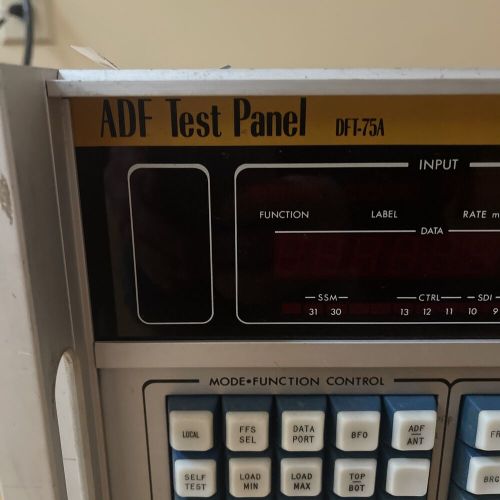 ADF Test Panel DFT-75A
INPUT
FUNCTION LABEL RATE m
DATA
SSM CTRL SDI
31 30 13 12 11 10 9
MODE•FUNCTION CONTROL
LOCAL FFS SEL DATA PORT BFO ADF ANT FR
SELF TEST LOAD MIN LOAD MAX TOP BOT BRG